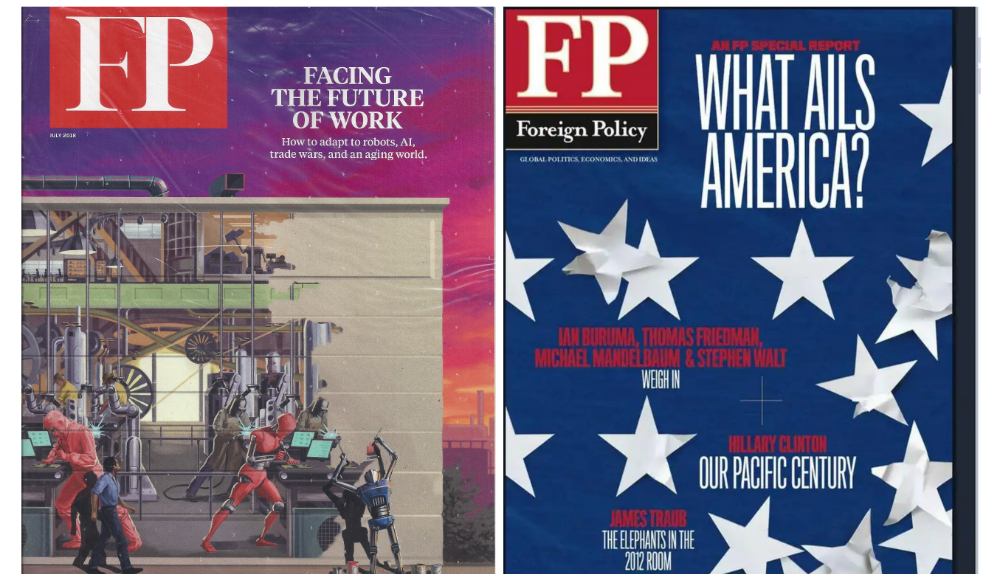 FP
JULY 2018
FACING
THE FUTURE
OF WORK
How to adapt to robots, AI,
trade wars, and an aging world.
FP
Foreign Policy
GLOBAL POLITICS, ECONOMICS, AND IDEAS
AN FP SPECIAL REPORT
WHAT AILS
AMERICA?
IAN BURUMA, THOMAS FRIEDMAN,
MICHAEL MANDELBAUM & STEPHEN WALT
WEIGH IN
HILLARY CLINTON
OUR PACIFIC CENTURY
JAMES TRAUB
THE ELEPHANTS IN THE
2012 ROOM